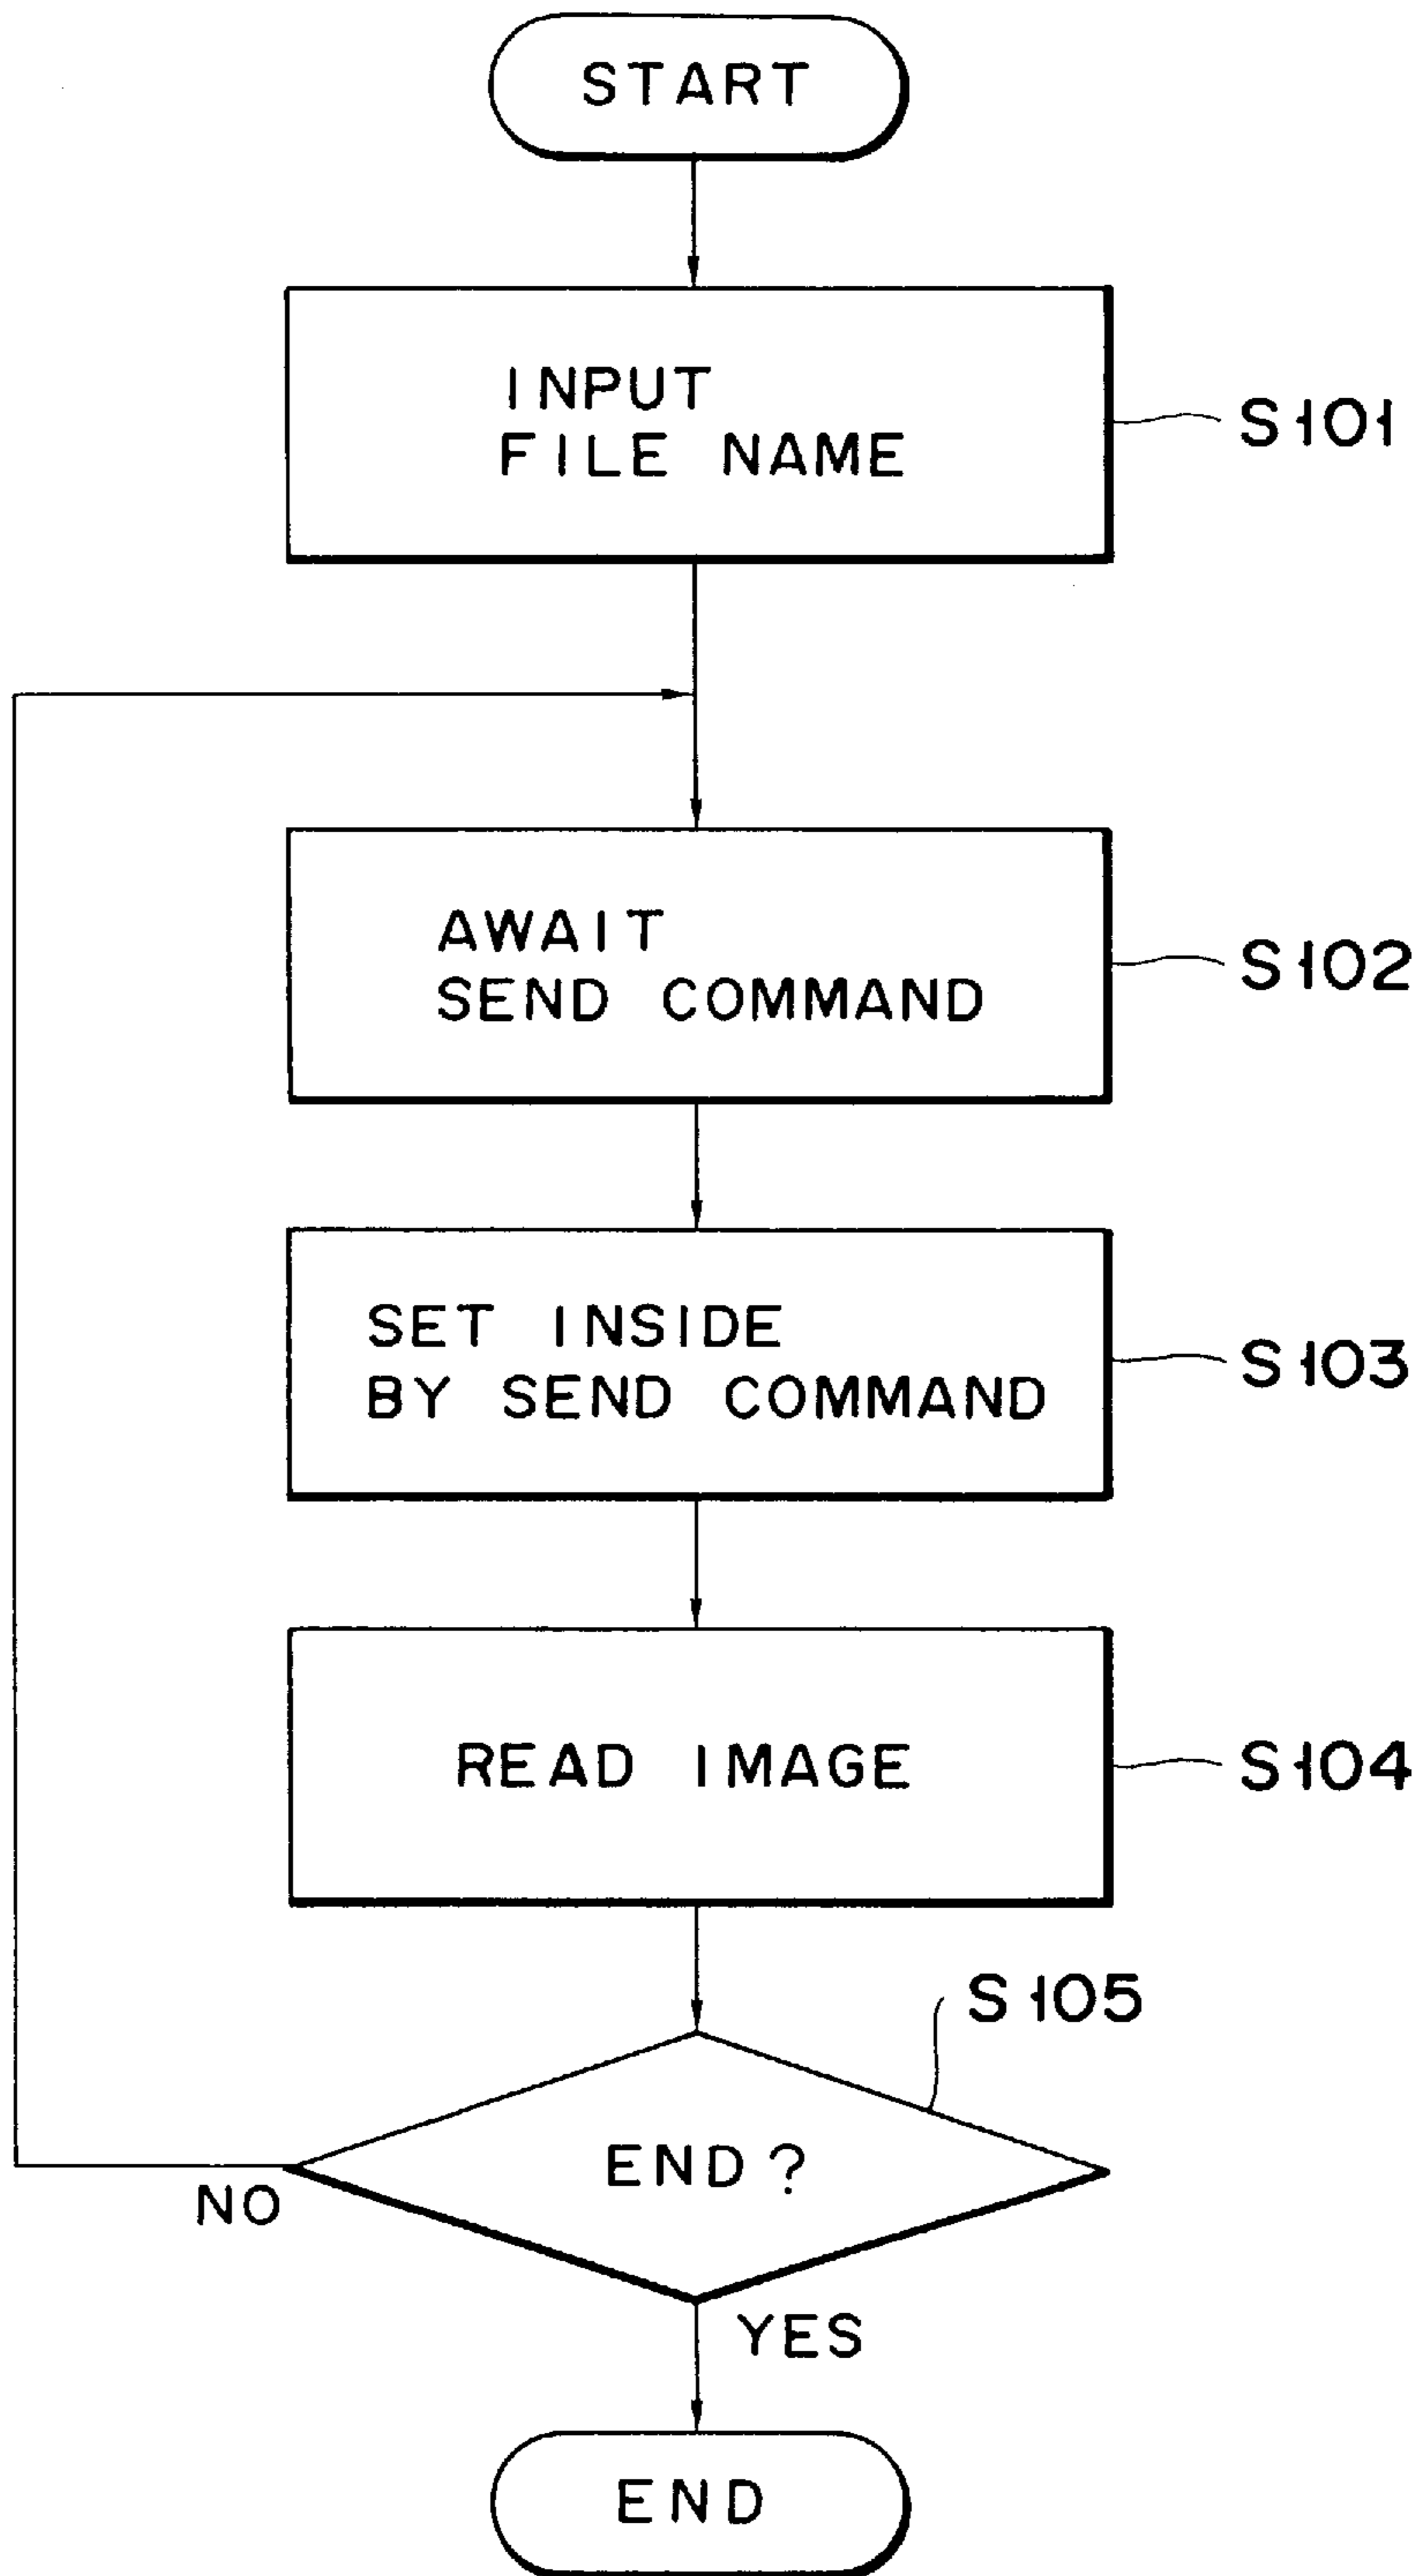 START
INPUT
FILE NAME
S101
AWAIT
SEND COMMAND
S102
SET INSIDE
BY SEND COMMAND
S103
READ IMAGE
S104
S105
END?
NO
YES
END